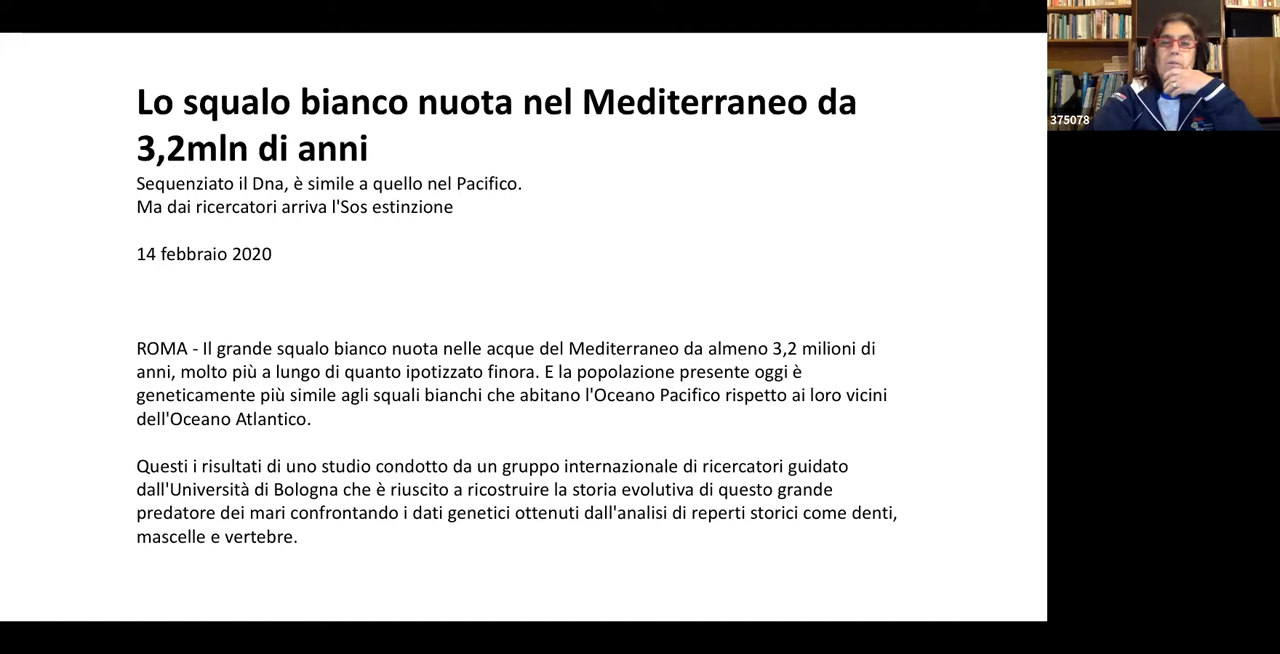 Lo squalo bianco nuota nel Mediterraneo da
3,2mln di anni
Sequenziato il Dna, è simile a quello nel Pacifico.
Ma dai ricercatori arriva l'Sos estinzione
14 febbraio 2020
ROMA - Il grande squalo bianco nuota nelle acque del Mediterraneo da almeno 3,2 milioni di
anni, molto più a lungo di quanto ipotizzato finora. E la popolazione presente oggi è
geneticamente più simile agli squali bianchi che abitano l'Oceano Pacifico rispetto ai loro vicini
dell'Oceano Atlantico.
Questi i risultati di uno studio condotto da un gruppo internazionale di ricercatori guidato
dall'Università di Bologna che è riuscito a ricostruire la storia evolutiva di questo grande
predatore dei mari confrontando i dati genetici ottenuti dall'analisi di reperti storici come denti,
mascelle e vertebre.
375078